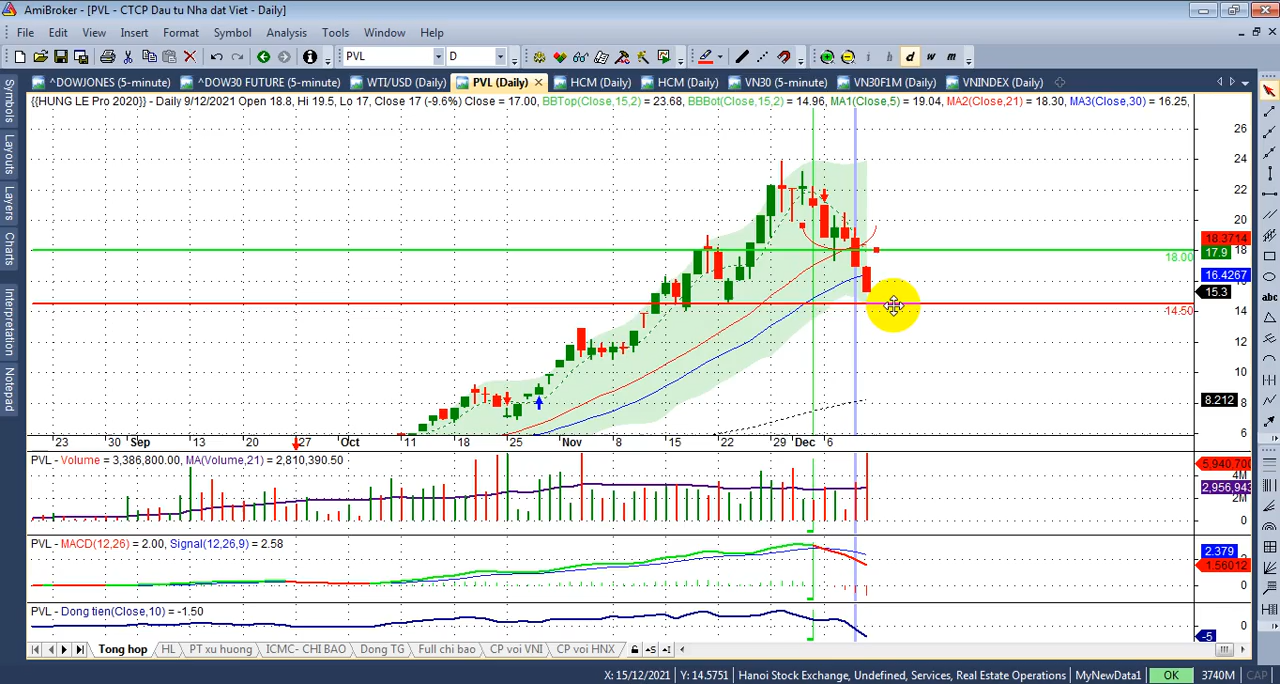 AmiBroker - [PVL - CTCP Dau tu Nha dat Viet - Daily]
File Edit View Insert Format Symbol Analysis Tools Window Help
PVL D i h d w m
^DOWJONES (5-minute) ^DOW30 FUTURE (5-minute) WTI/USD (Daily) PVL (Daily) HCM (Daily) HCM (Daily) VN30 (5-minute) VN30F1M (Daily) VNINDEX (Daily)
Symbols
Layouts
Layers
Charts
Interpretation
Notepad
{{HUNG LE Pro 2020}} - Daily 9/12/2021 Open 18.8, Hi 19.5, Lo 17, Close 17 (-9.6%) Close = 17.00, BBTop(Close,15,2) = 23.68, BBBot(Close,15,2) = 14.96, MA1(Close,5) = 19.04, MA2(Close,21) = 18.30, MA3(Close,30) = 16.25,
26
24
22
20
18.3714
18
17.9
18.00
16.4267
15.3
14.50
14
12
10
8.212
8
6
23 30 Sep 13 20 27 Oct 11 18 25 Nov 8 15 22 29 Dec 6
PVL - Volume = 3,386,800.00, MA(Volume,21) = 2,810,390.50
5,940,700
4M
2,956,943
2M
0
PVL - MACD(12,26) = 2.00, Signal(12,26,9) = 2.58
2.379
1.56012
0
PVL - Dong tien(Close,10) = -1.50
0
-5
Tong hop HL PT xu huong ICMC- CHI BAO Dong TG Full chi bao CP voi VNI CP voi HNX
X: 15/12/2021 Y: 14.5751 Hanoi Stock Exchange, Undefined, Services, Real Estate Operations MyNewData1 OK 3740M CAP
abc